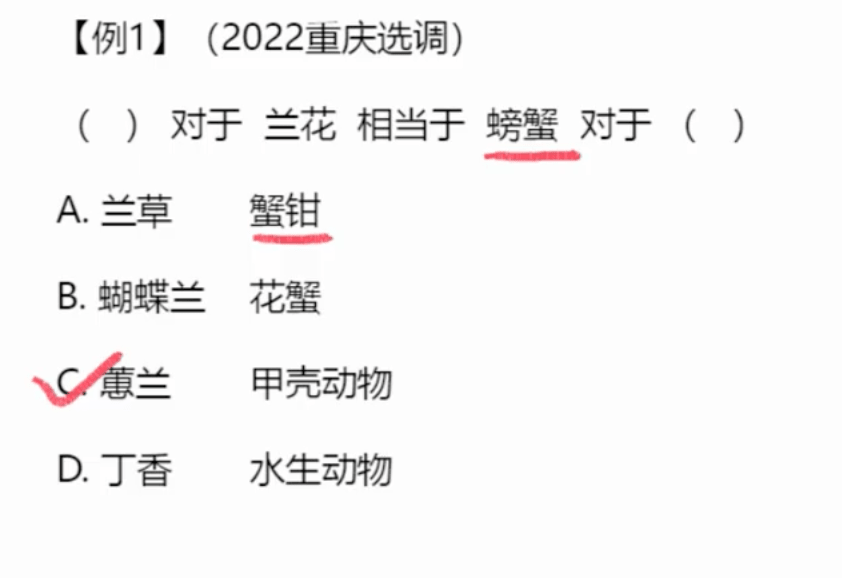 【例1】（2022重庆选调）
（ ） 对于 兰花 相当于 螃蟹 对于 （ ）
A. 兰草 蟹钳
B. 蝴蝶兰 花蟹
C. 蕙兰 甲壳动物
D. 丁香 水生动物